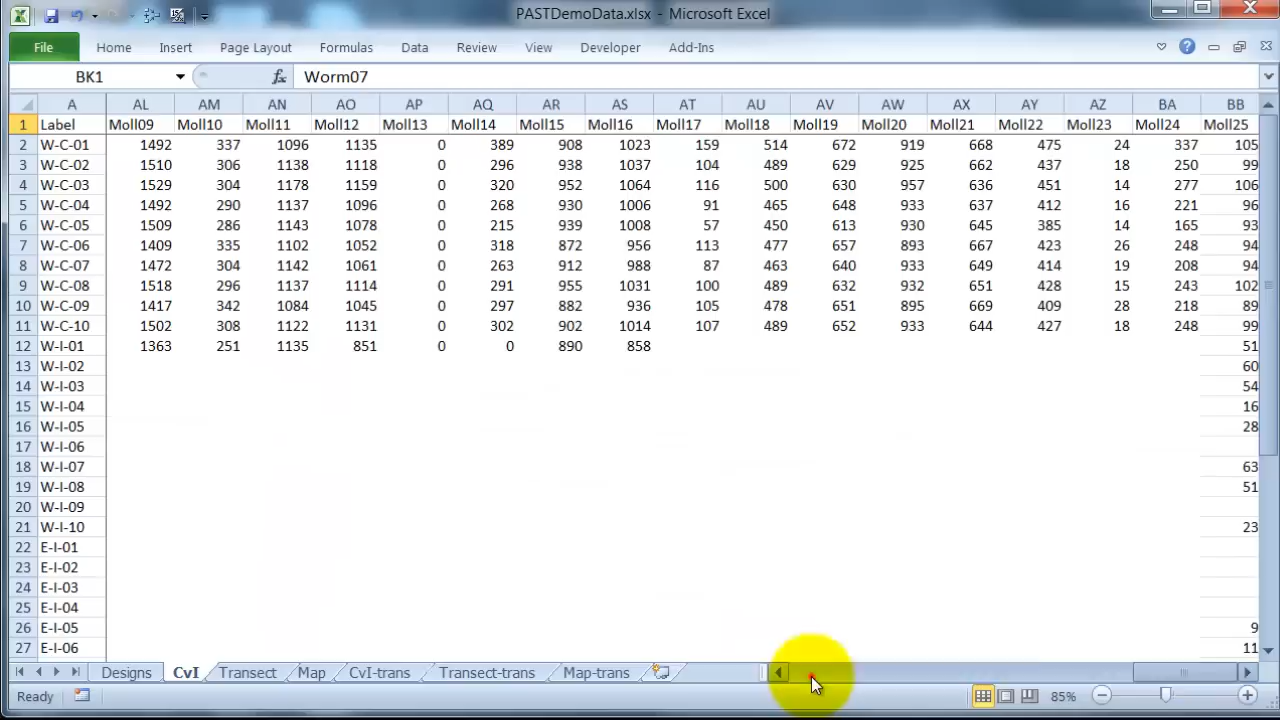 PASTDemoData.xlsx - Microsoft Excel
File Home Insert Page Layout Formulas Data Review View Developer Add-Ins
BK1 fx Worm07
A AL AM AN AO AP AQ AR AS AT AU AV AW AX AY AZ BA BB
1 Label Moll09 Moll10 Moll11 Moll12 Moll13 Moll14 Moll15 Moll16 Moll17 Moll18 Moll19 Moll20 Moll21 Moll22 Moll23 Moll24 Moll25
2 W-C-01 1492 337 1096 1135 0 389 908 1023 159 514 672 919 668 475 24 337 105
3 W-C-02 1510 306 1138 1118 0 296 938 1037 104 489 629 925 662 437 18 250 99
4 W-C-03 1529 304 1178 1159 0 320 952 1064 116 500 630 957 636 451 14 277 106
5 W-C-04 1492 290 1137 1096 0 268 930 1006 91 465 648 933 637 412 16 221 96
6 W-C-05 1509 286 1143 1078 0 215 939 1008 57 450 613 930 645 385 14 165 93
7 W-C-06 1409 335 1102 1052 0 318 872 956 113 477 657 893 667 423 26 248 94
8 W-C-07 1472 304 1142 1061 0 263 912 988 87 463 640 933 649 414 19 208 94
9 W-C-08 1518 296 1137 1114 0 291 955 1031 100 489 632 932 651 428 15 243 102
10 W-C-09 1417 342 1084 1045 0 297 882 936 105 478 651 895 669 409 28 218 89
11 W-C-10 1502 308 1122 1131 0 302 902 1014 107 489 652 933 644 427 18 248 99
12 W-I-01 1363 251 1135 851 0 0 890 858 51
13 W-I-02 60
14 W-I-03 54
15 W-I-04 16
16 W-I-05 28
17 W-I-06
18 W-I-07 63
19 W-I-08 51
20 W-I-09
21 W-I-10 23
22 E-I-01
23 E-I-02
24 E-I-03
25 E-I-04
26 E-I-05 9
27 E-I-06 11
Designs CvI Transect Map CvI-trans Transect-trans Map-trans
Ready 85%